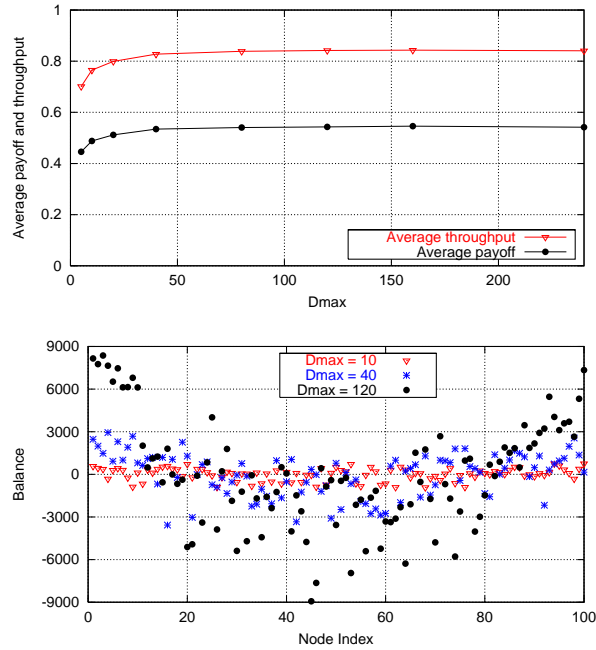 1
0.8
0.6
0.4
0.2
0
Average payoff and throughput
Average throughput
Average payoff
0 50 100 150 200
Dmax
9000
6000
3000
0
-3000
-6000
-9000
Balance
Dmax = 10
Dmax = 40
Dmax = 120
0 20 40 60 80 100
Node Index